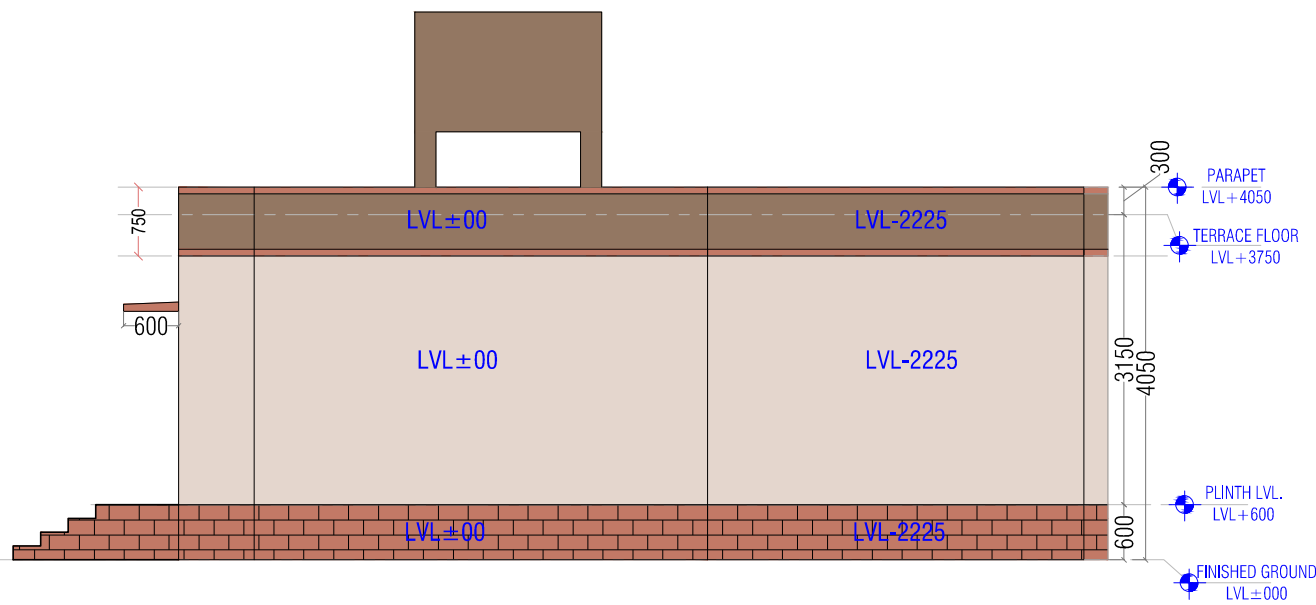 300
PARAPET
LVL+4050
750
LVL±00
LVL-2225
TERRACE FLOOR
LVL+3750
600
LVL±00
LVL-2225
3150
4050
PLINTH LVL.
LVL+600
LVL±00
LVL-2225
600
FINISHED GROUND
LVL±000